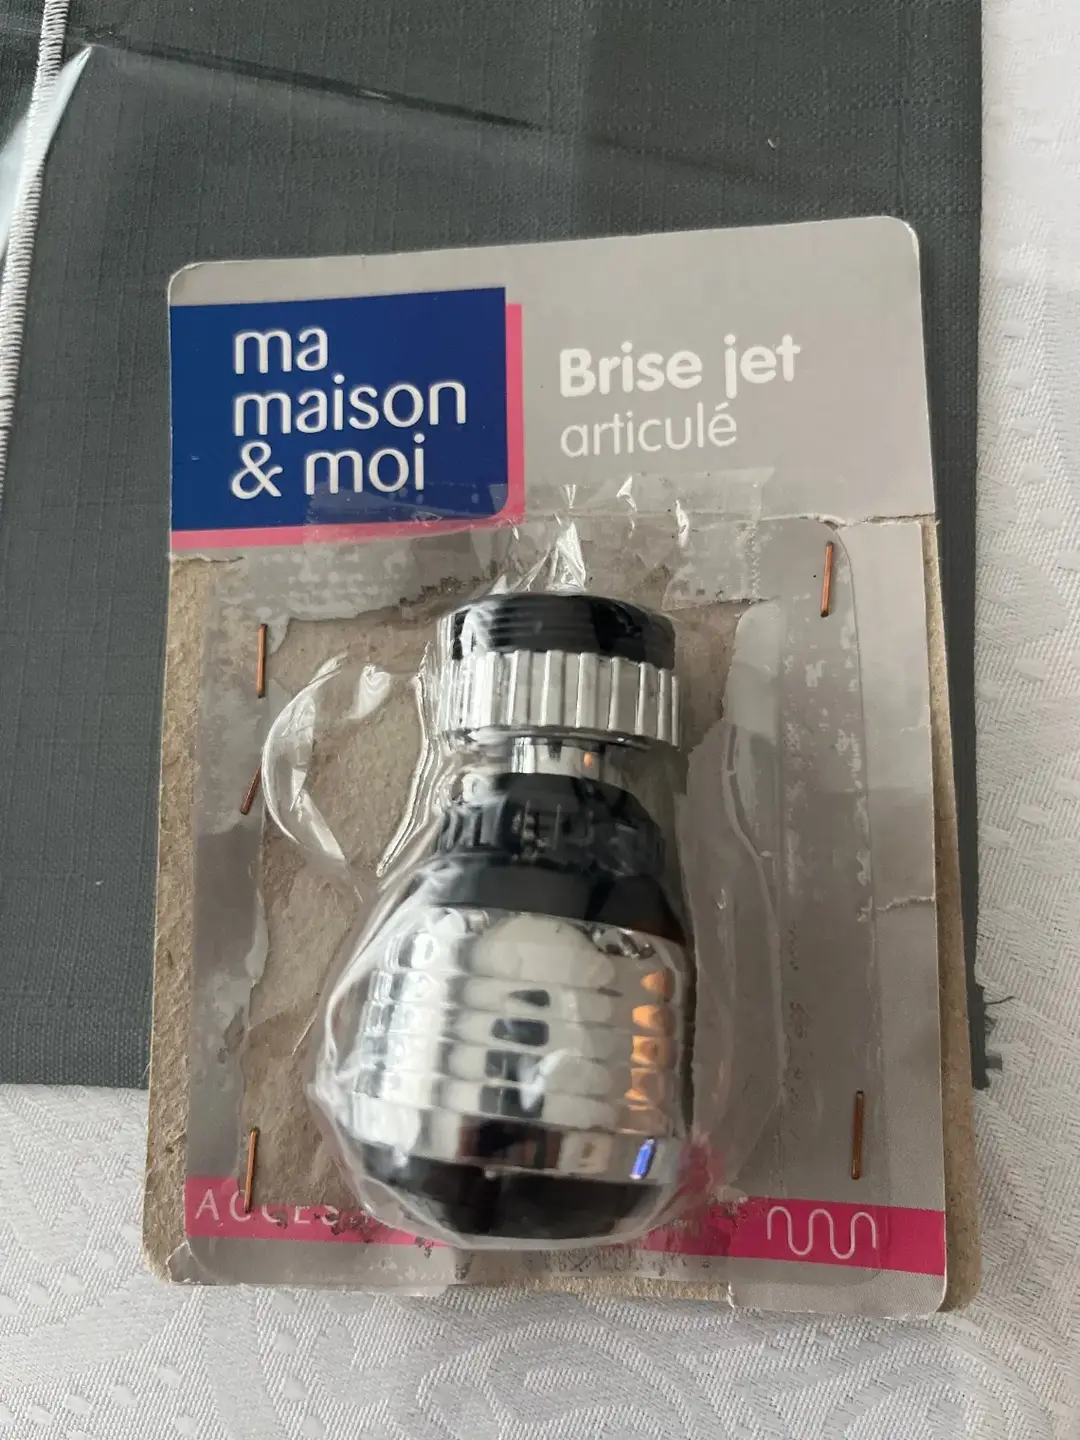 ma
maison
& moi
Brise jet
articulé